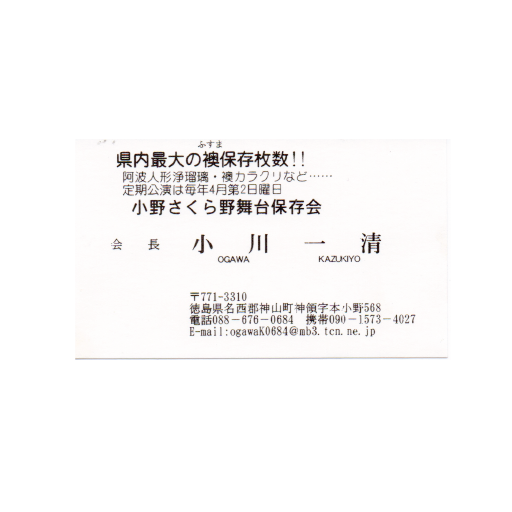 ふすま
県内最大の襖保存枚数!!
阿波人形浄瑠璃・襖カラクリなど……
定期公演は毎年4月第2日曜日
小野さくら野舞台保存会
会長 小川一清
OGAWA KAZUKIYO
〒771-3310
徳島県名西郡神山町神領字本小野568
電話088-676-0684 携帯090-1573-4027
E-mail:ogawaK0684@mb3.tcn.ne.jp